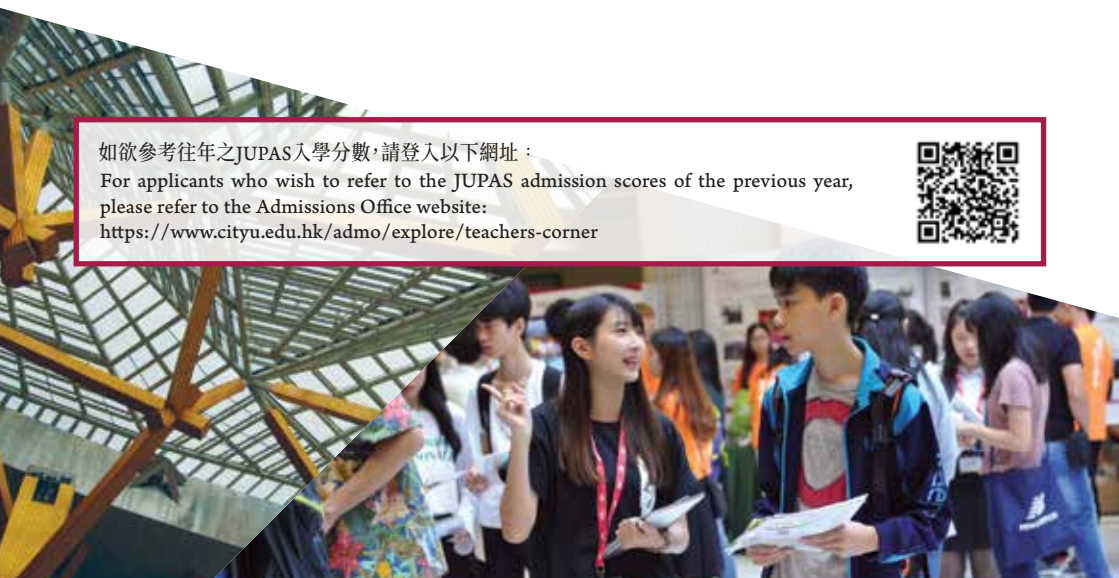 如欲參考往年之JUPAS入學分數，請登入以下網址：
For applicants who wish to refer to the JUPAS admission scores of the previous year,
please refer to the Admissions Office website:
https://www.cityu.edu.hk/admo/explore/teachers-corner